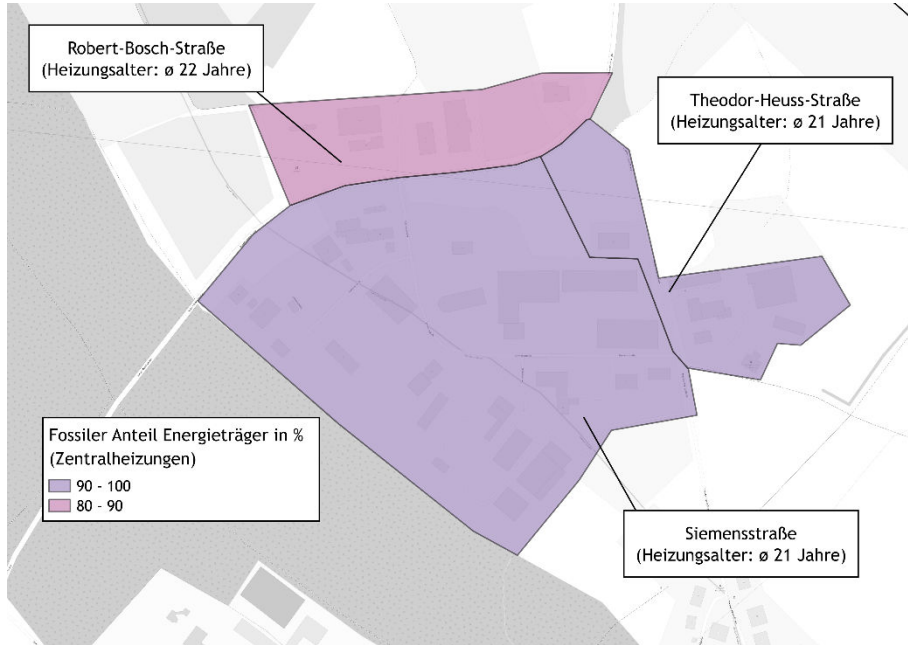 Robert-Bosch-Straße
(Heizungsalter: ø 22 Jahre)
Theodor-Heuss-Straße
(Heizungsalter: ø 21 Jahre)
Fossiler Anteil Energieträger in %
(Zentralheizungen)
90 - 100
80 - 90
Siemensstraße
(Heizungsalter: ø 21 Jahre)